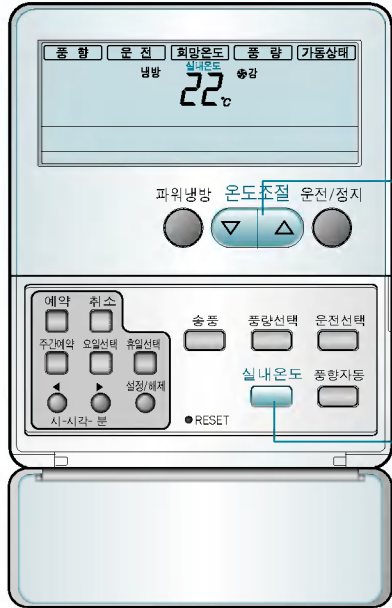 풍 향 운 전 희망온도 풍 량 가동상태
냉방 실내온도 강
22℃
파워냉방 온도조절 운전/정지
예약 취소
송풍 풍량선택 운전선택
주간예약 요일선택 휴일선택
실내온도 풍향자동
설정/해제
시-시각- 분
RESET